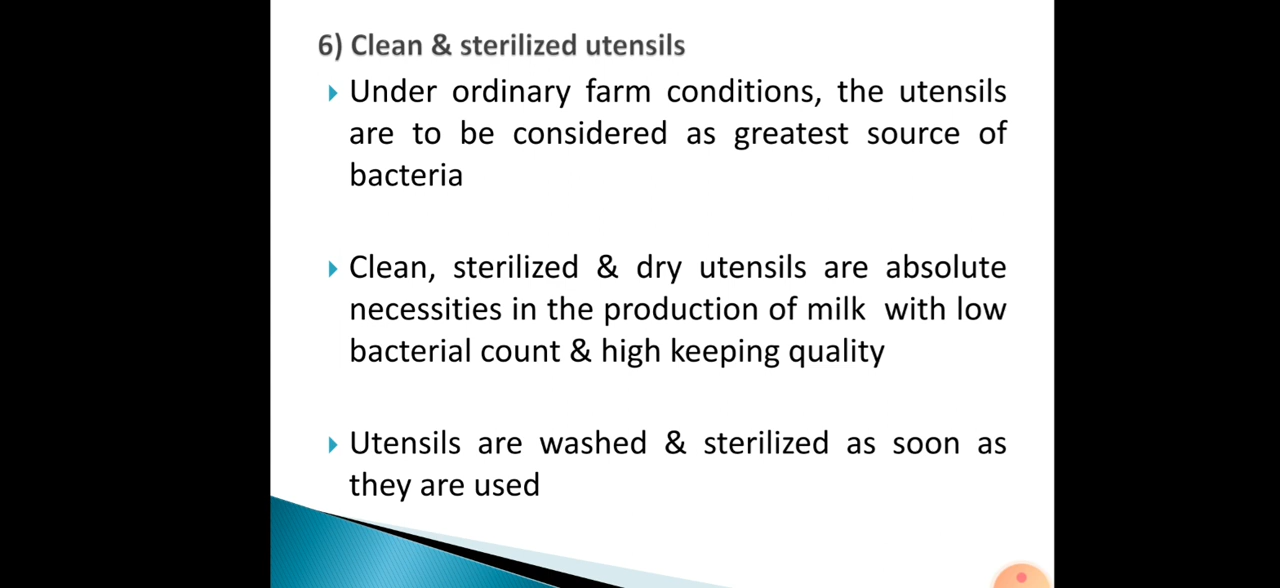 6) Clean & sterilized utensils
Under ordinary farm conditions, the utensils
are to be considered as greatest source of
bacteria
Clean, sterilized & dry utensils are absolute
necessities in the production of milk with low
bacterial count & high keeping quality
Utensils are washed & sterilized as soon as
they are used